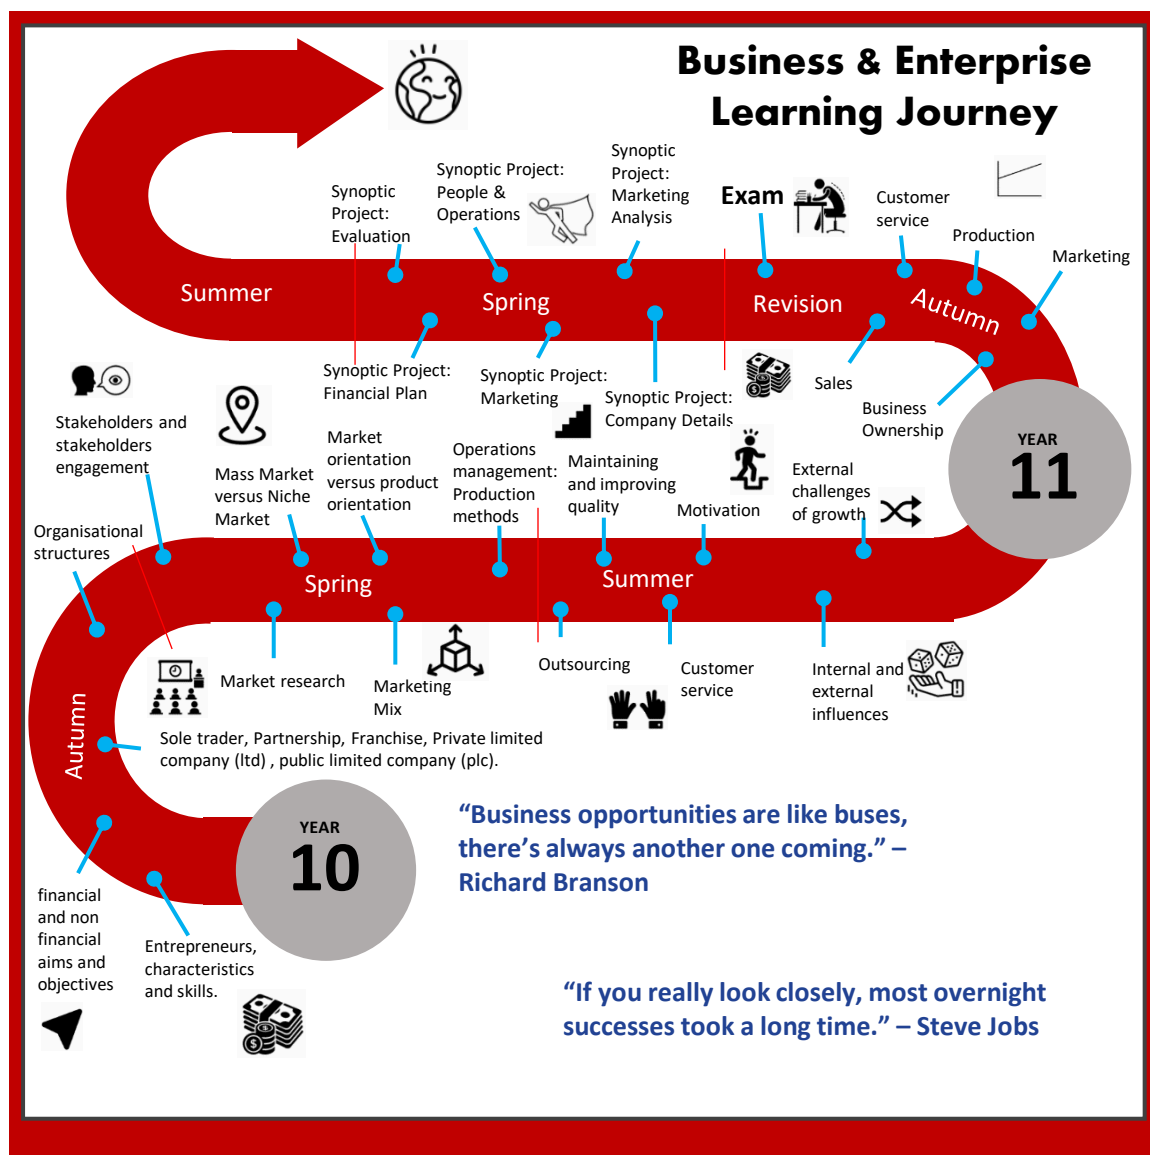 Business & Enterprise
Learning Journey
Synoptic
Project:
Evaluation
Synoptic Project:
People &
Operations
Synoptic
Project:
Marketing
Analysis
Exam
Customer
service
Production
Marketing
Summer
Spring
Revision
Autumn
Synoptic Project:
Financial Plan
Synoptic Project:
Marketing
Synoptic Project:
Company Details
Sales
Business
Ownership
YEAR
11
Stakeholders and
stakeholders
engagement
Mass Market
versus Niche
Market
Market
orientation
versus product
orientation
Operations
management:
Production
methods
Maintaining
and improving
quality
Motivation
External
challenges
of growth
Organisational
structures
Spring
Summer
Market research
Marketing
Mix
Outsourcing
Customer
service
Internal and
external
influences
Autumn
Sole trader, Partnership, Franchise, Private limited
company (ltd) , public limited company (plc).
YEAR
10
financial
and non
financial
aims and
objectives
Entrepreneurs,
characteristics
and skills.
“Business opportunities are like buses,
there’s always another one coming.” –
Richard Branson
“If you really look closely, most overnight
successes took a long time.” – Steve Jobs